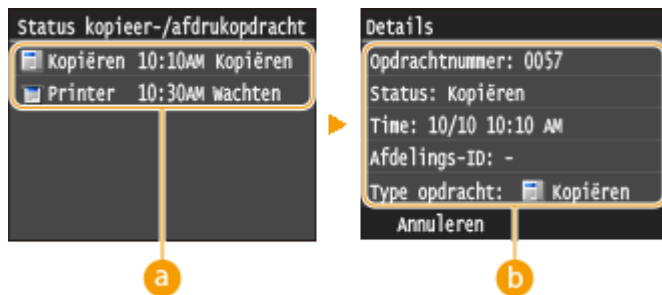 Status kopieer-/afdrukopdracht
Kopiëren 10:10AM Kopiëren
Printer 10:30AM Wachten
a
Details
Opdrachtnummer: 0057
Status: Kopiëren
Time: 10/10 10:10 AM
Afdelings-ID: -
Type opdracht: Kopiëren
Annuleren
b